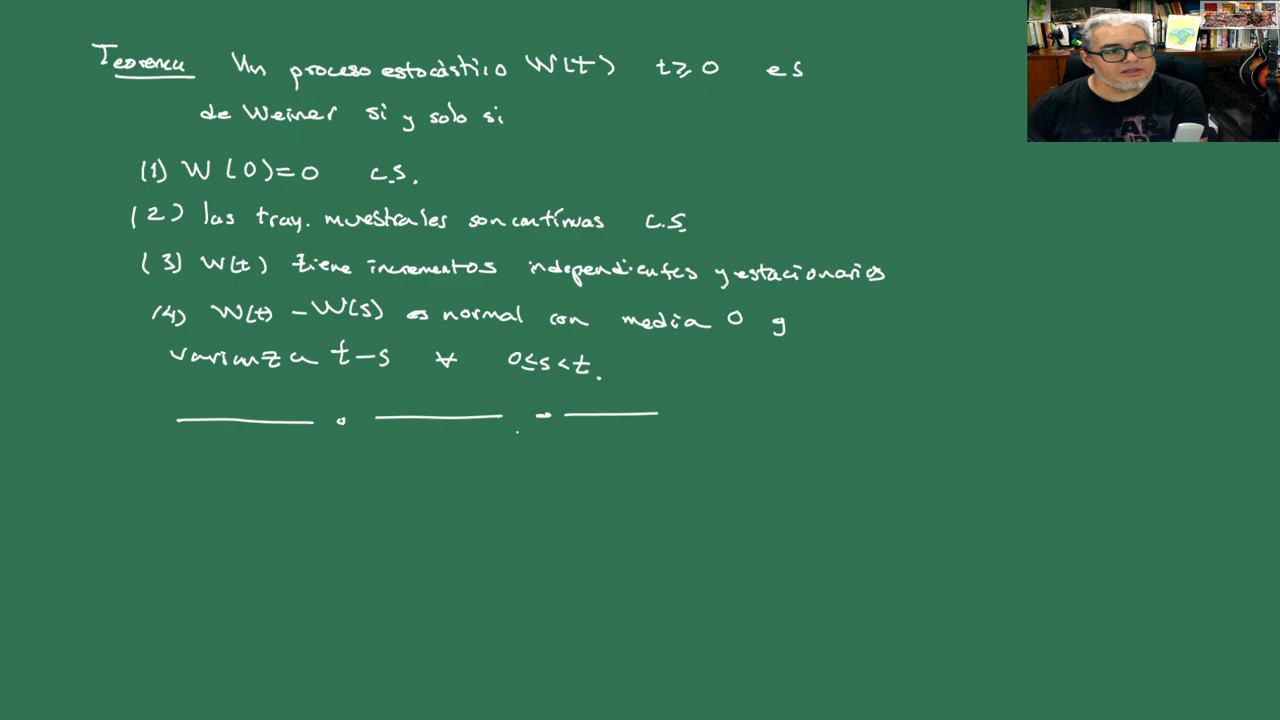 Teorema Un proceso estocástico W(t) t ≥ 0 es
de Weiner si y solo si
(1) W(0)=0 c.s.
(2) las tray. muestrales son continuas c.s.
(3) W(t) tiene incrementos independientes y estacionarios
(4) W(t) - W(s) es normal con media 0 y
varianza t-s ∀ 0≤s<t.